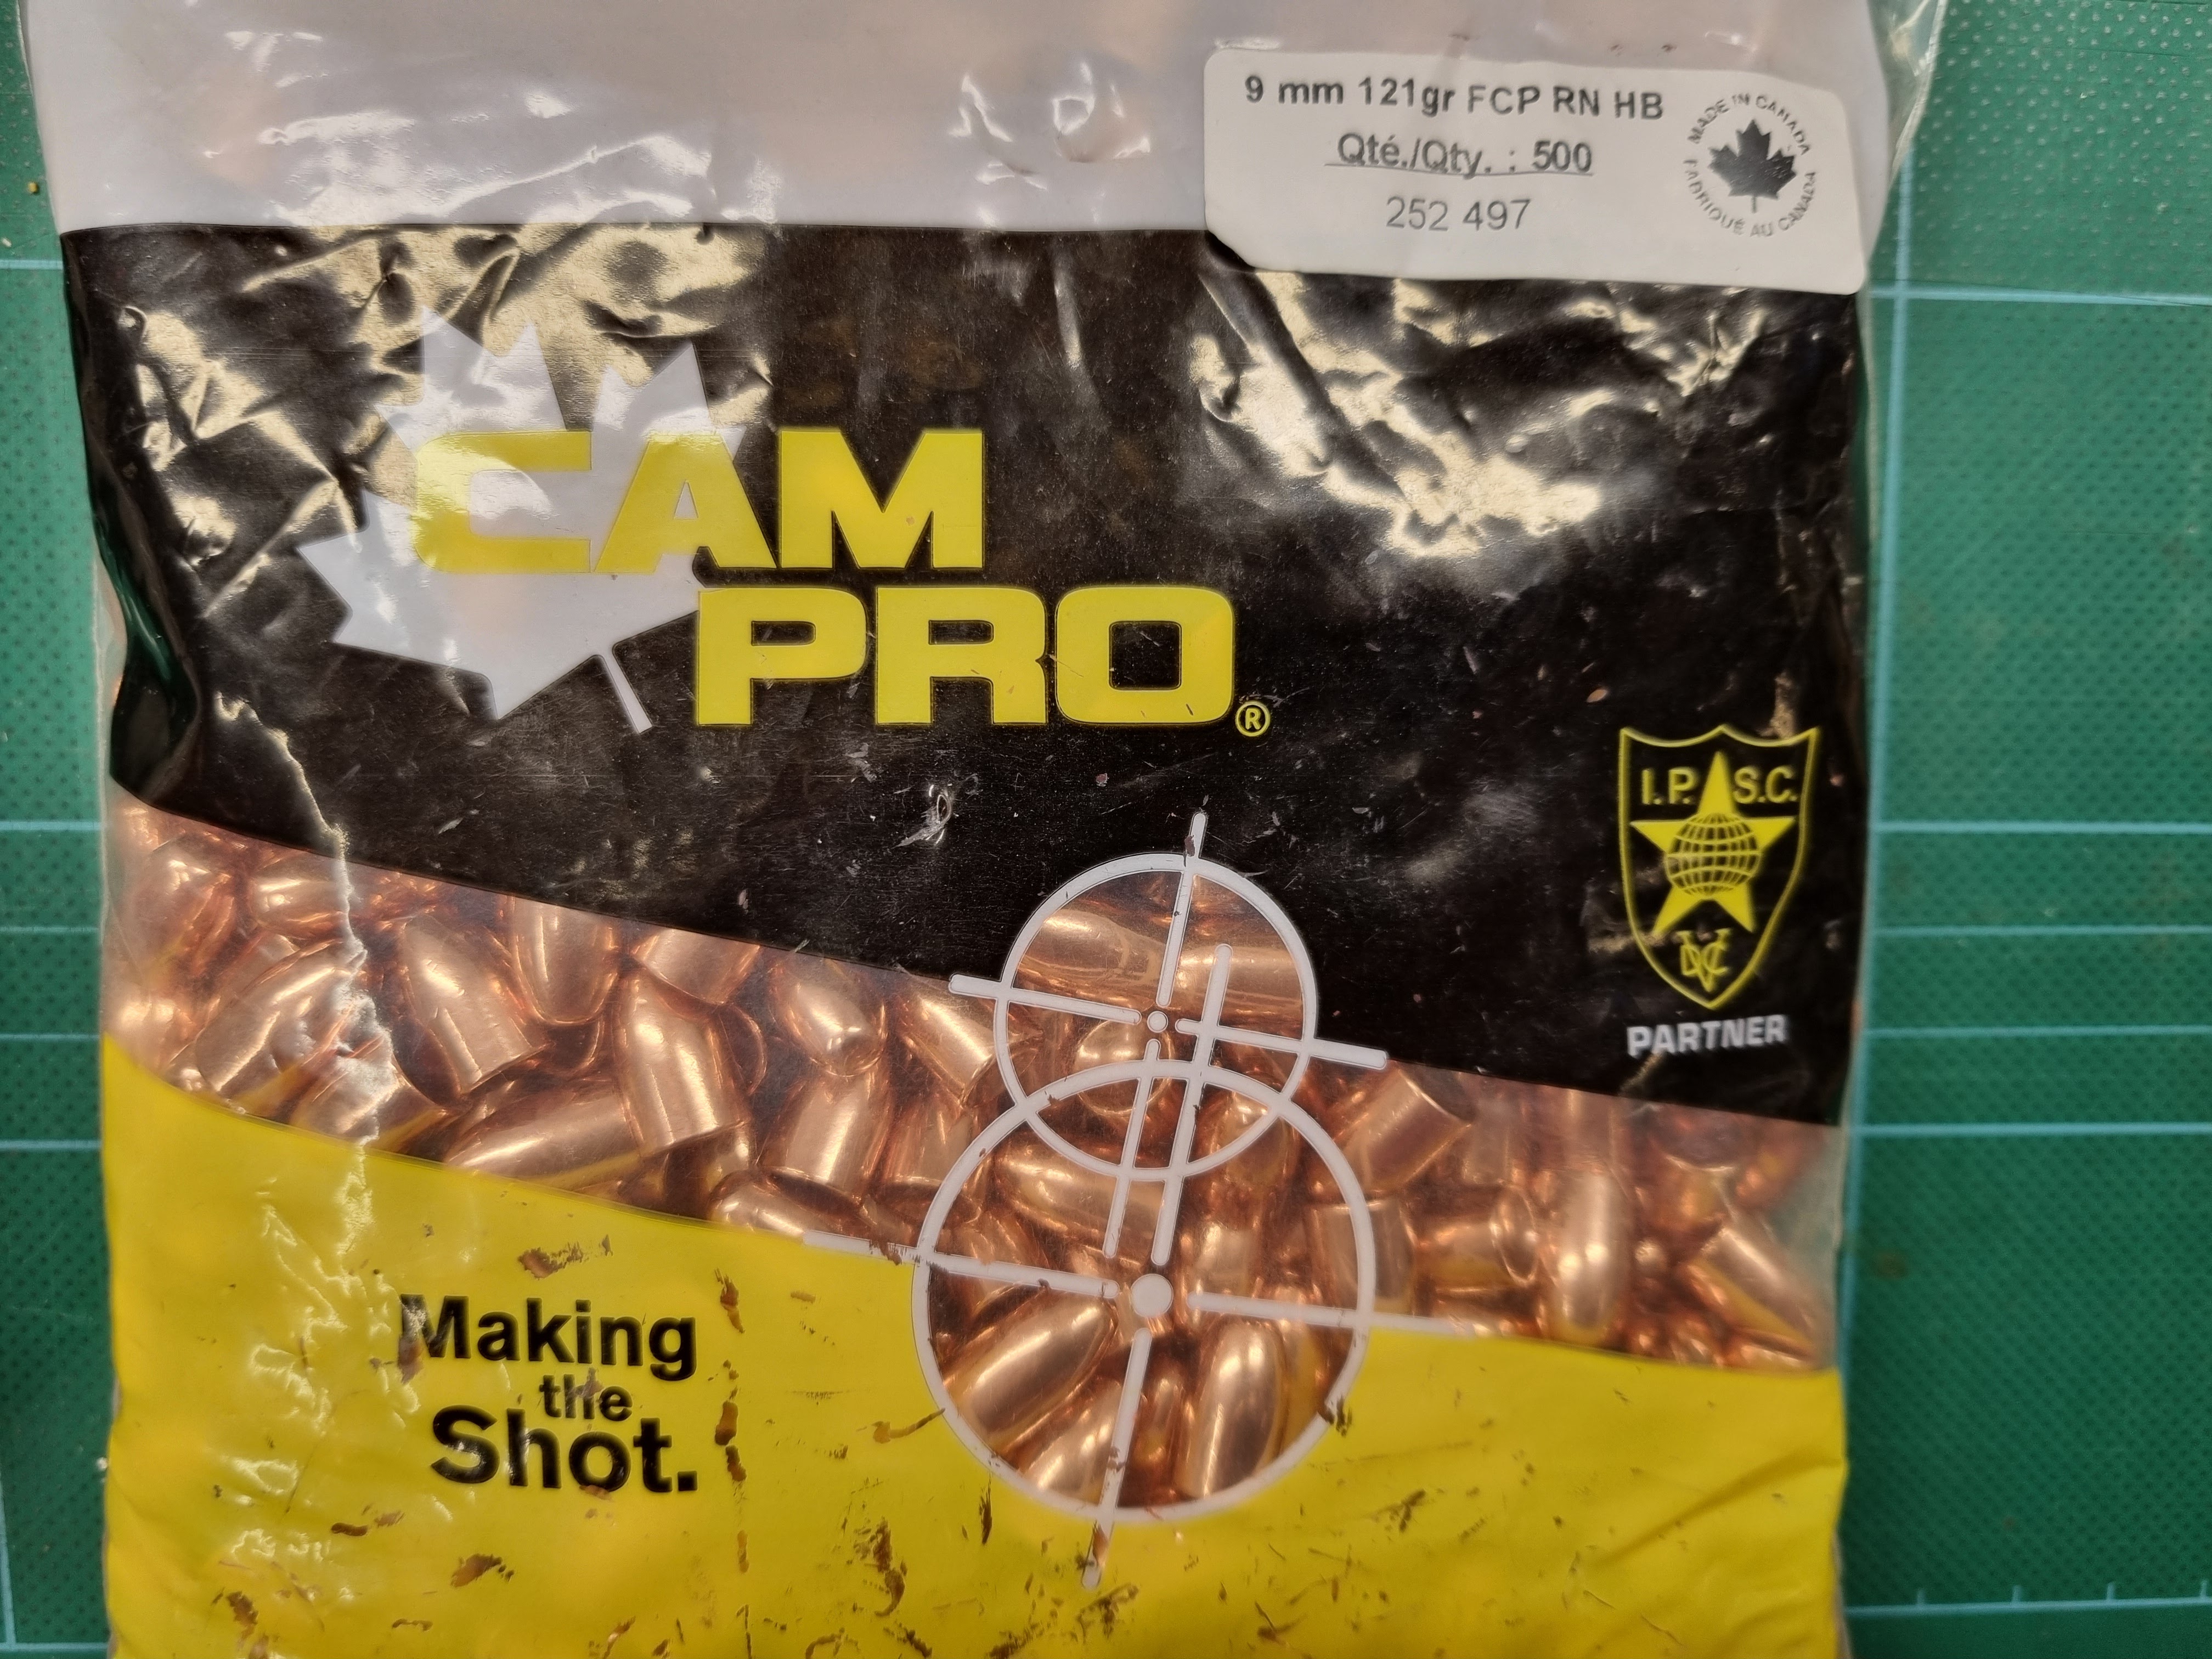 9 mm 121gr FCP RN HB
Qté./Qty. : 500
252 497
MADE IN CANADA
FABRIQUÉ AU CANADA
CAM
PRO®
I.P.S.C.
DVC
PARTNER
Making
the
Shot.